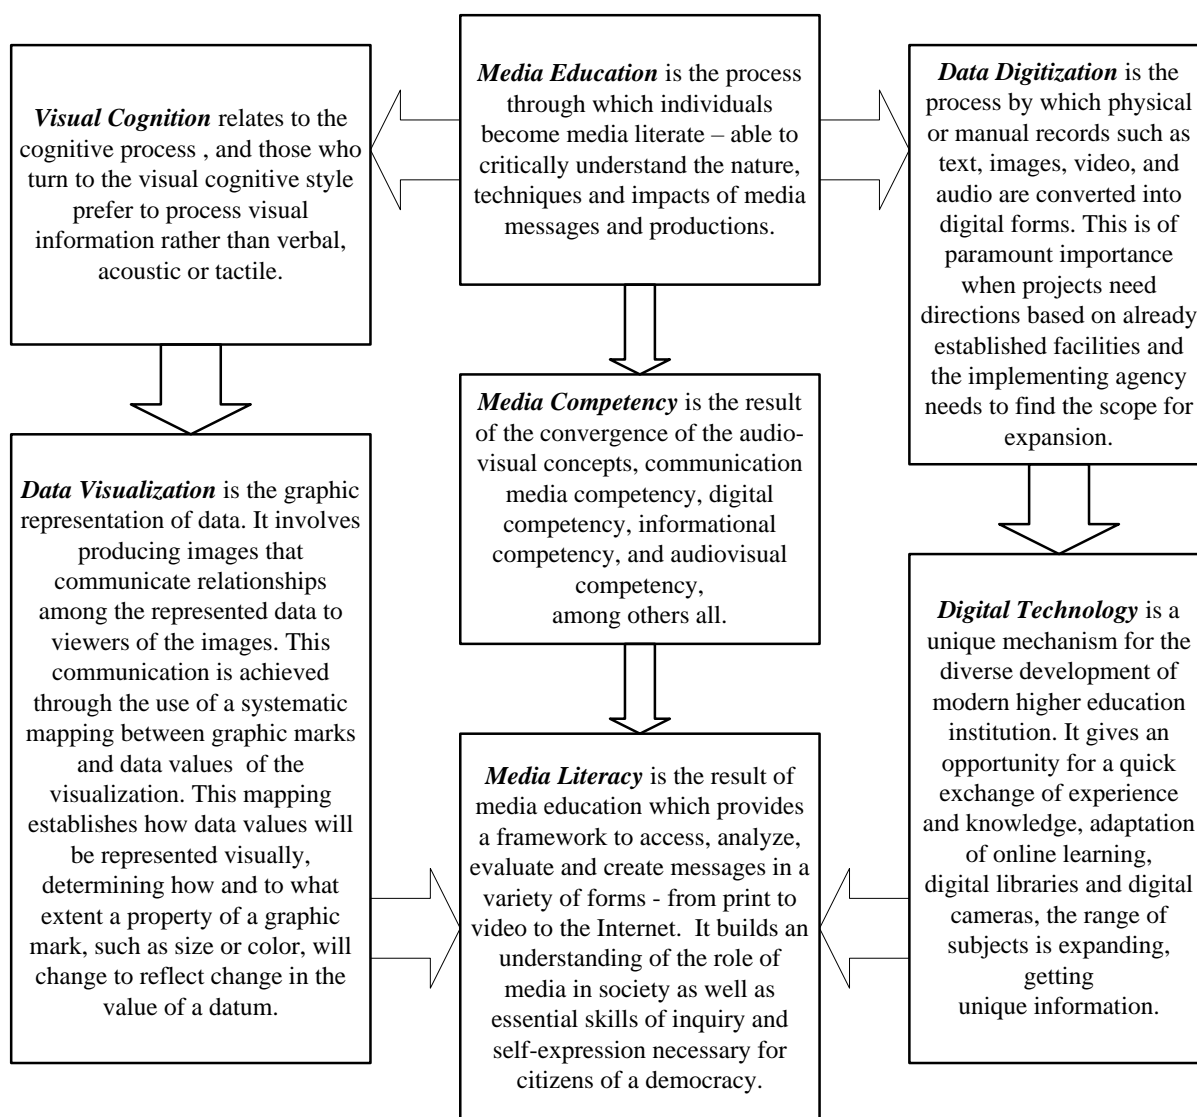 Visual Cognition relates to the
cognitive process , and those who
turn to the visual cognitive style
prefer to process visual
information rather than verbal,
acoustic or tactile.
Media Education is the process
through which individuals
become media literate – able to
critically understand the nature,
techniques and impacts of media
messages and productions.
Data Digitization is the
process by which physical
or manual records such as
text, images, video, and
audio are converted into
digital forms. This is of
paramount importance
when projects need
directions based on already
established facilities and
the implementing agency
needs to find the scope for
expansion.
Data Visualization is the graphic
representation of data. It involves
producing images that
communicate relationships
among the represented data to
viewers of the images. This
communication is achieved
through the use of a systematic
mapping between graphic marks
and data values of the
visualization. This mapping
establishes how data values will
be represented visually,
determining how and to what
extent a property of a graphic
mark, such as size or color, will
change to reflect change in the
value of a datum.
Media Competency is the result
of the convergence of the audio-
visual concepts, communication
media competency, digital
competency, informational
competency, and audiovisual
competency,
among others all.
Digital Technology is a
unique mechanism for the
diverse development of
modern higher education
institution. It gives an
opportunity for a quick
exchange of experience
and knowledge, adaptation
of online learning,
digital libraries and digital
cameras, the range of
subjects is expanding,
getting
unique information.
Media Literacy is the result of
media education which provides
a framework to access, analyze,
evaluate and create messages in a
variety of forms - from print to
video to the Internet. It builds an
understanding of the role of
media in society as well as
essential skills of inquiry and
self-expression necessary for
citizens of a democracy.